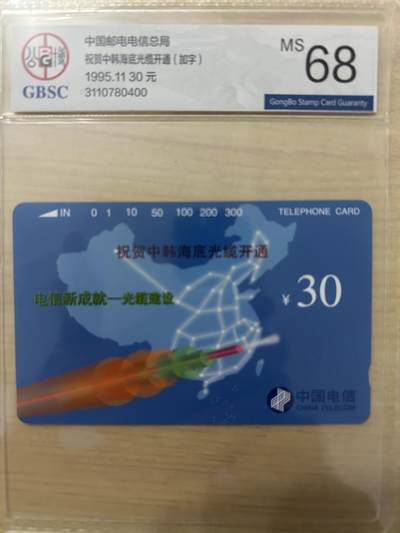 中国邮电电信总局
祝贺中韩海底光缆开通（加字）
1995.11 30 元
3110780400
GBSC
MS 68
GongBo Stamp Card Guaranty
IN 0 1 10 50 100 200 300 TELEPHONE CARD
祝贺中韩海底光缆开通
电信新成就—光缆建设
¥ 30
中国电信
CHINA TELECOM